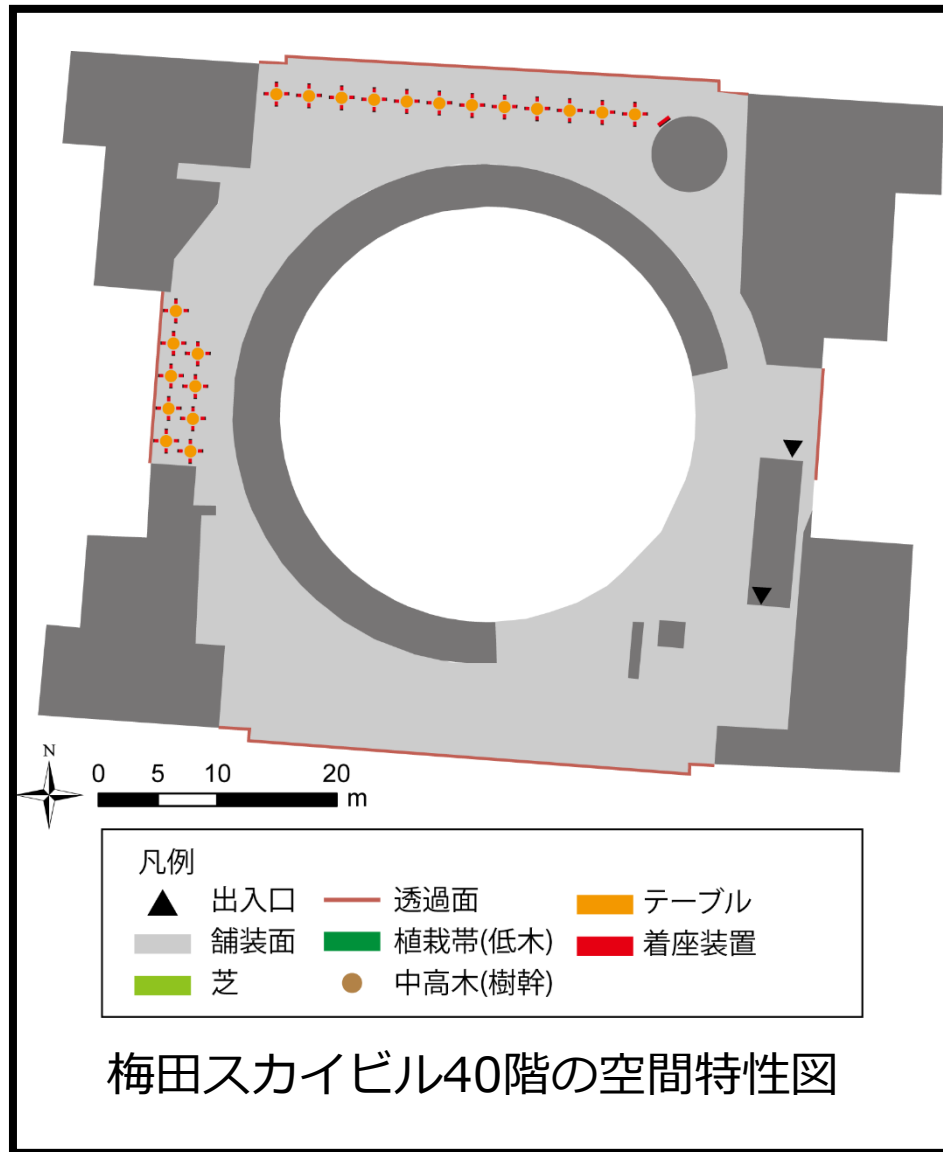 N
0 5 10 20
m
凡例
出入口 透過面 テーブル
舗装面 植栽帯(低木) 着座装置
芝 中高木(樹幹)
梅田スカイビル40階の空間特性図